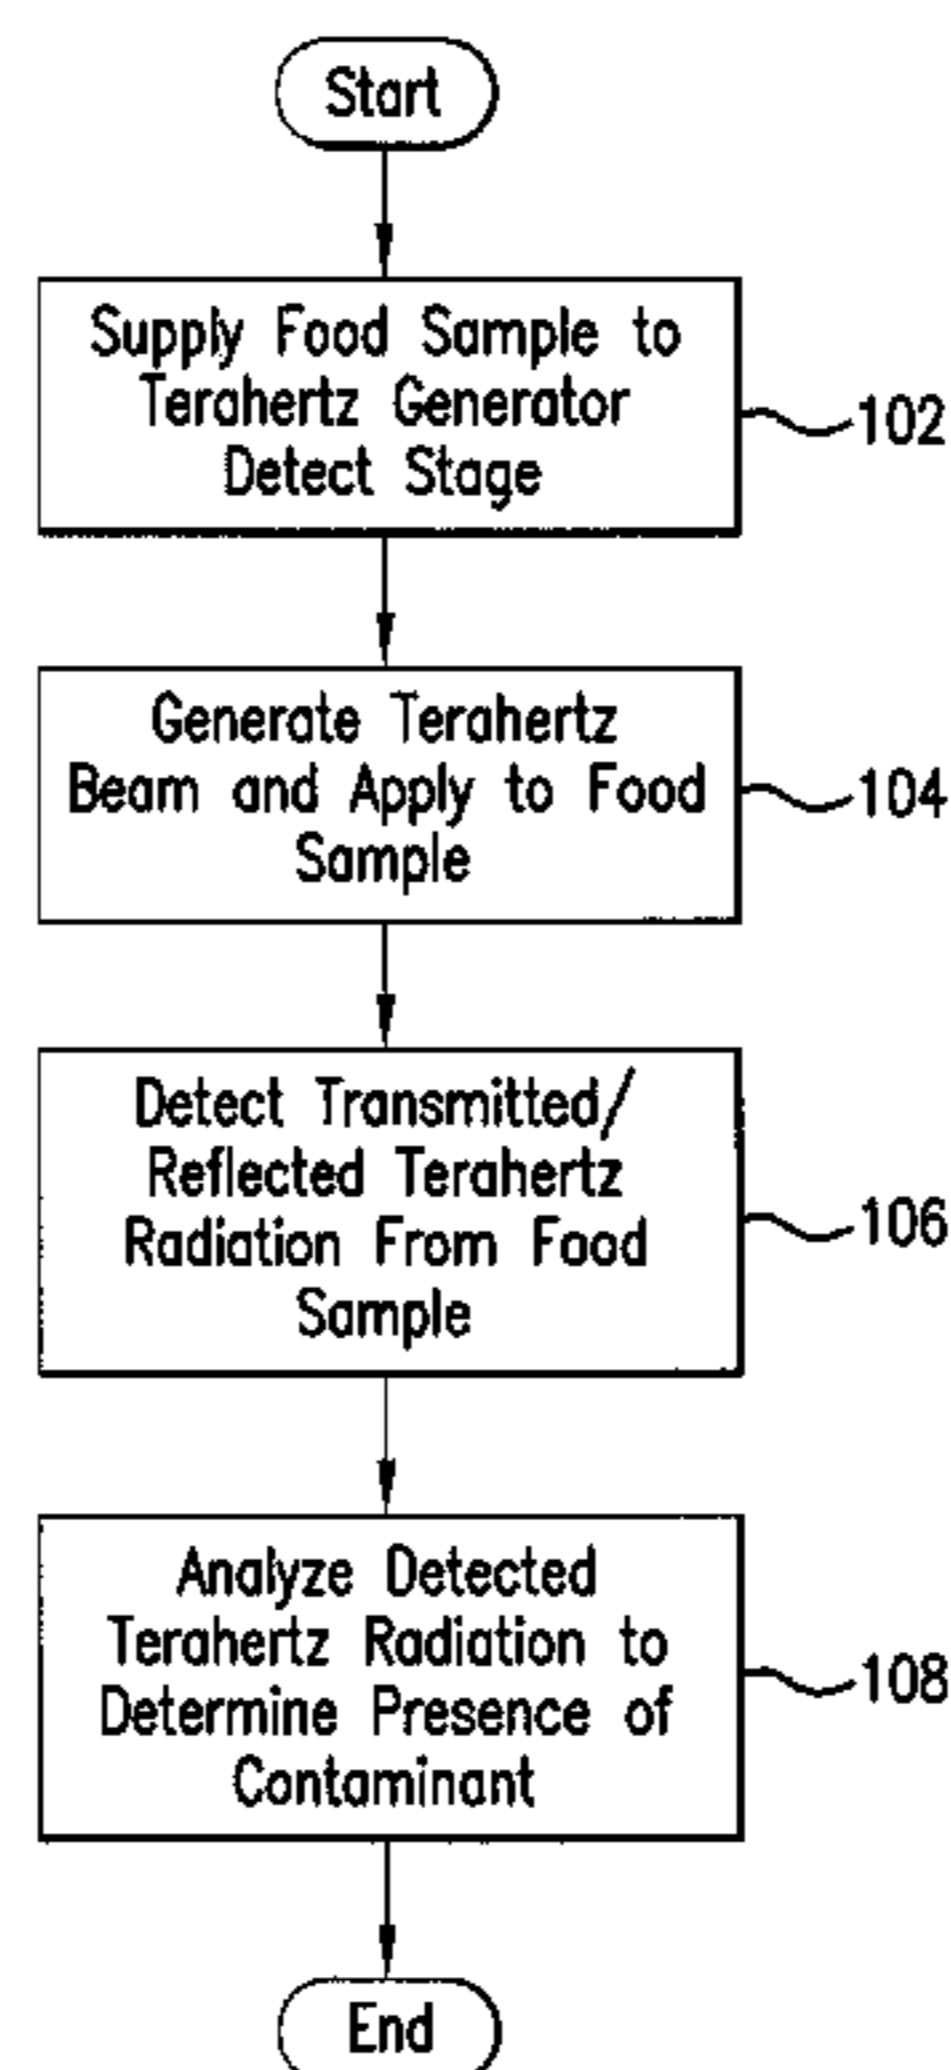 Start
Supply Food Sample to
Terahertz Generator
Detect Stage
102
Generate Terahertz
Beam and Apply to Food
Sample
104
Detect Transmitted/
Reflected Terahertz
Radiation From Food
Sample
106
Analyze Detected
Terahertz Radiation to
Determine Presence of
Contaminant
108
End